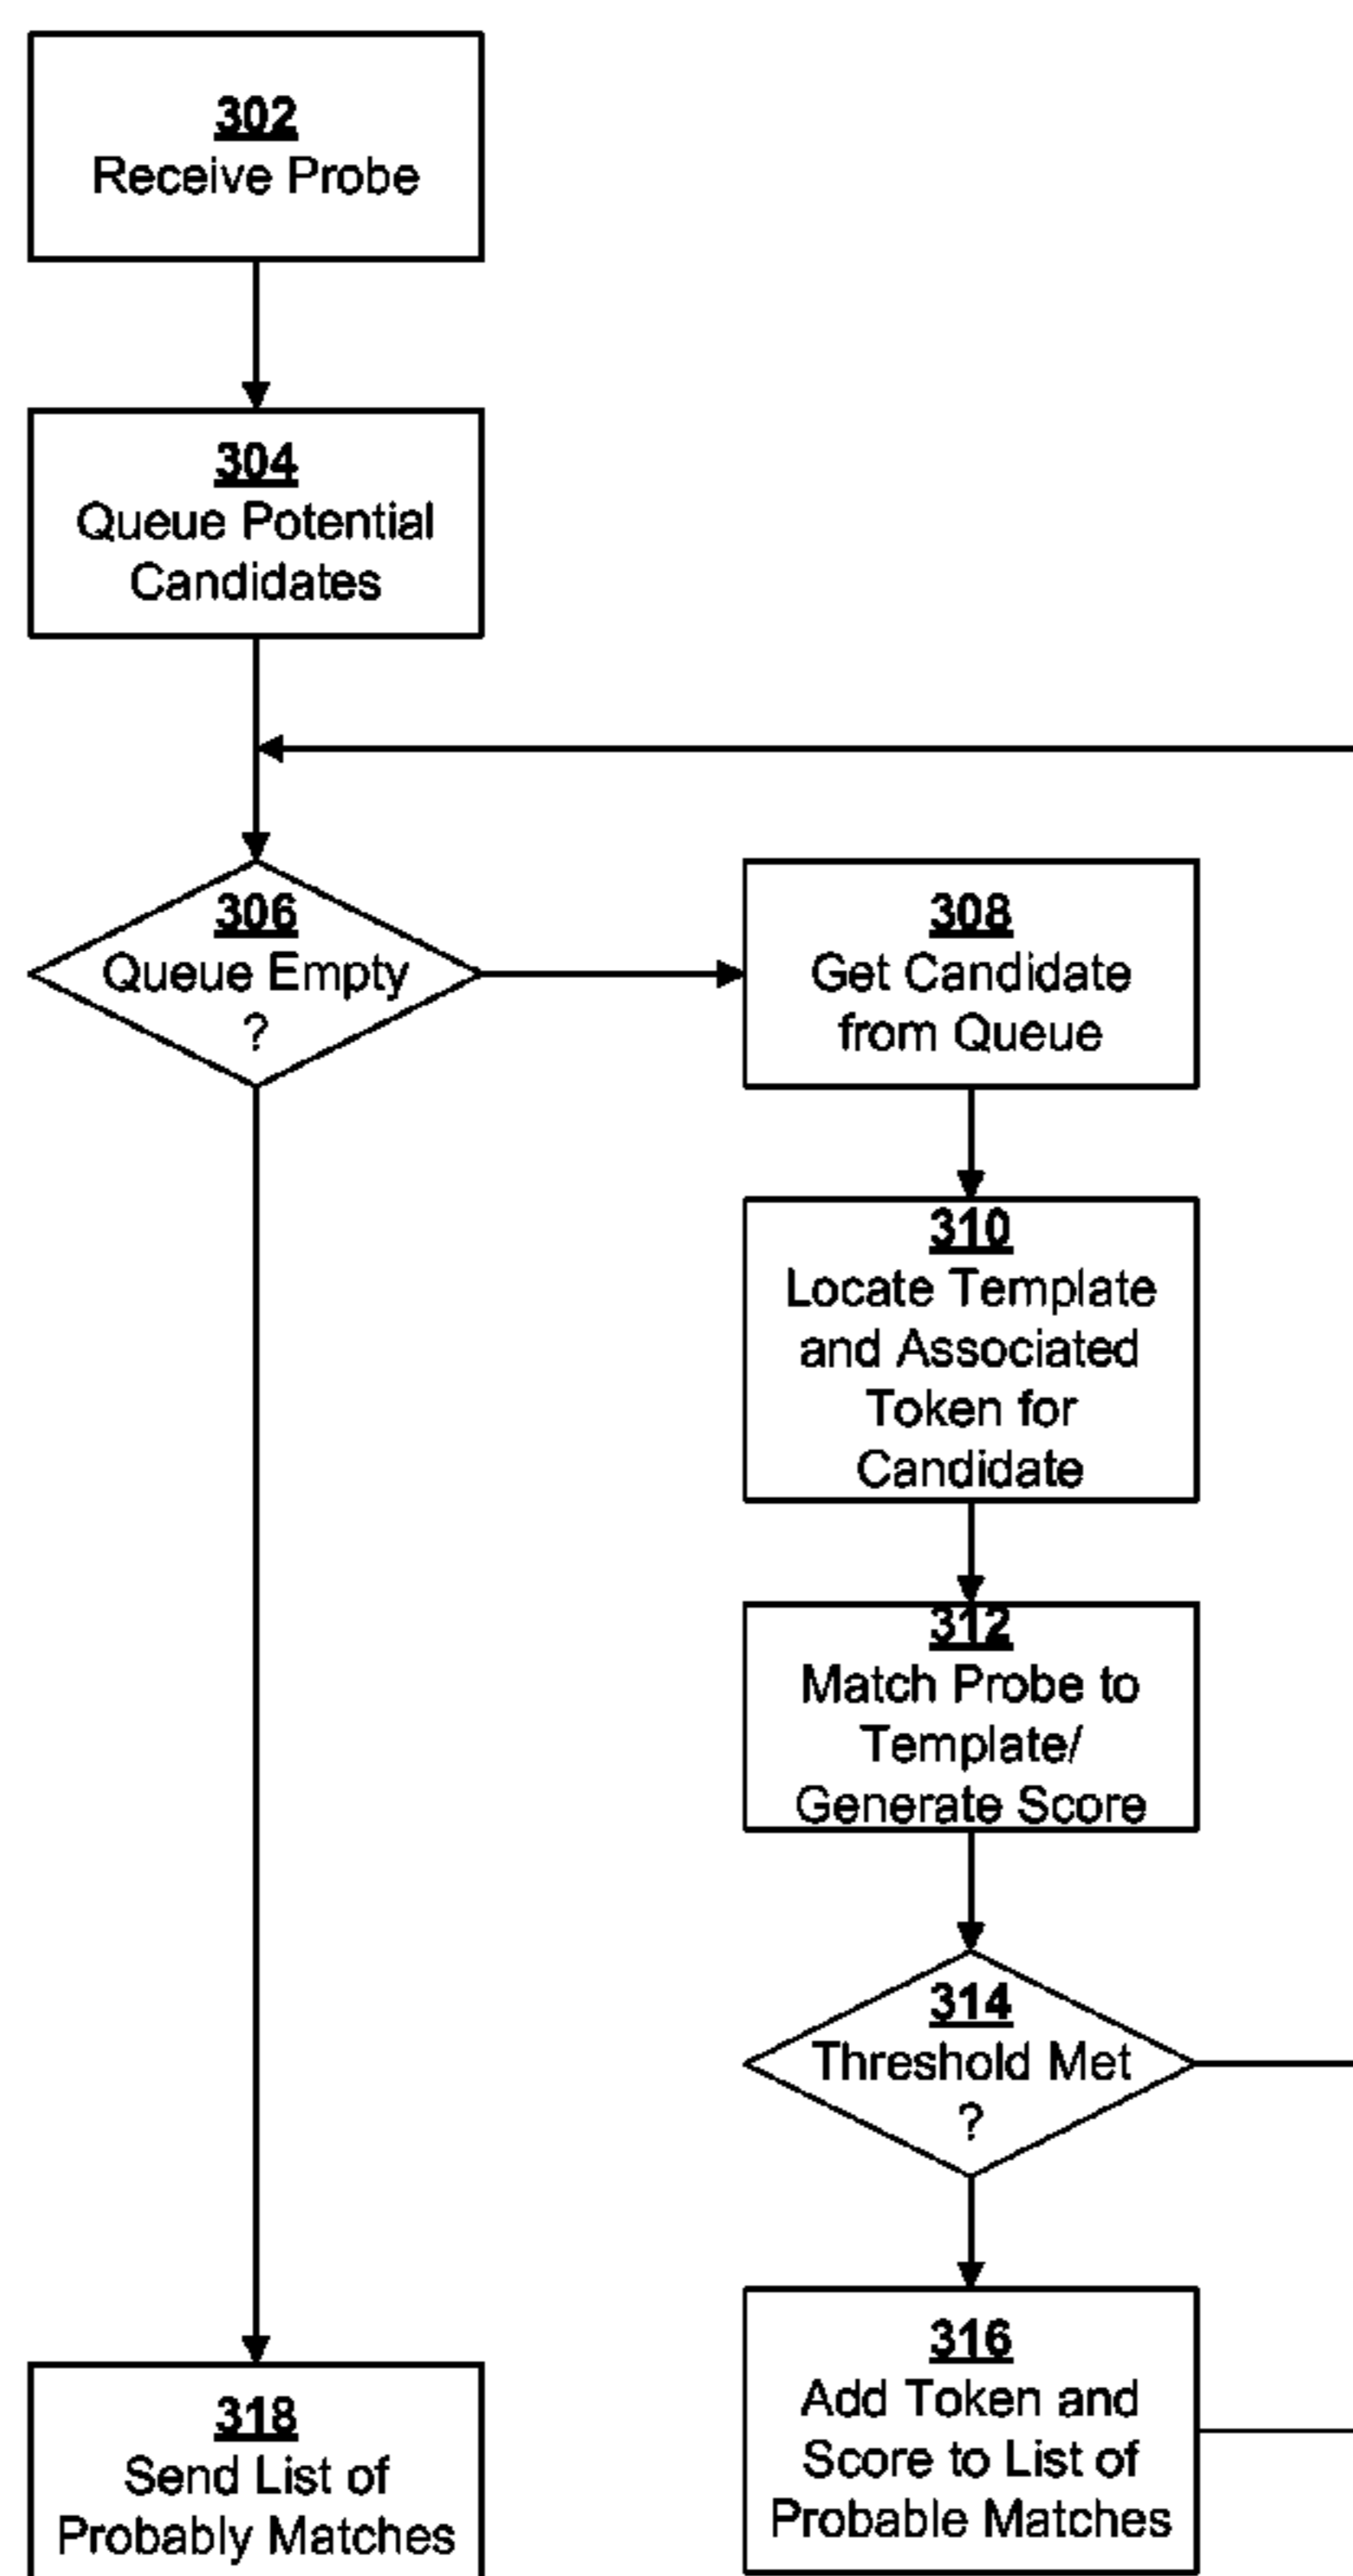 302
Receive Probe
304
Queue Potential
Candidates
306
Queue Empty
?
308
Get Candidate
from Queue
310
Locate Template
and Associated
Token for
Candidate
312
Match Probe to
Template/
Generate Score
314
Threshold Met
?
316
Add Token and
Score to List of
Probable Matches
318
Send List of
Probably Matches